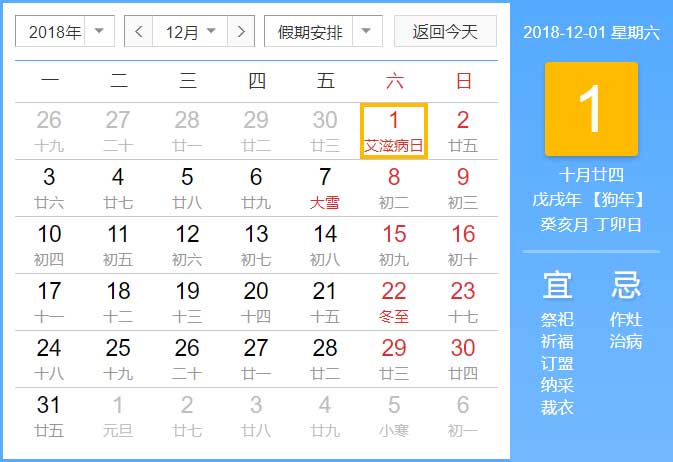 2018年 12月 假期安排 返回今天
一 二 三 四 五 六 日
26 27 28 29 30 1 2
十九 二十 廿一 廿二 廿三 艾滋病日 廿五
3 4 5 6 7 8 9
廿六 廿七 廿八 廿九 大雪 初二 初三
10 11 12 13 14 15 16
初四 初五 初六 初七 初八 初九 初十
17 18 19 20 21 22 23
十一 十二 十三 十四 十五 冬至 十七
24 25 26 27 28 29 30
十八 十九 二十 廿一 廿二 廿三 廿四
31 1 2 3 4 5 6
廿五 元旦 廿七 廿八 廿九 小寒 初一
2018-12-01 星期六
1
十月廿四
戊戌年 【狗年】
癸亥月 丁卯日
宜 忌
祭祀 作灶
祈福 治病
订盟
纳采
裁衣